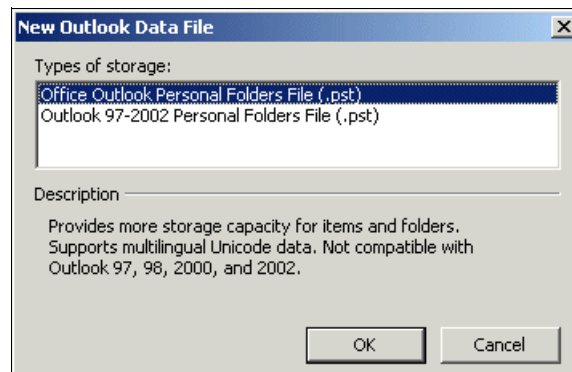 New Outlook Data File
Types of storage:
Office Outlook Personal Folders File (.pst)
Outlook 97-2002 Personal Folders File (.pst)
Description
Provides more storage capacity for items and folders.
Supports multilingual Unicode data. Not compatible with
Outlook 97, 98, 2000, and 2002.
OK Cancel